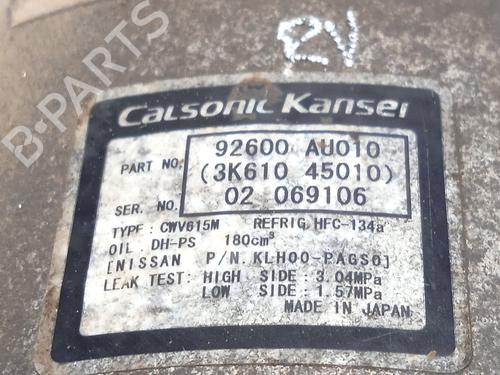 RV
CALSONIC KANSEI
PART NO. 92600 AU010
(3K610 45010)
SER. NO. 02 069106
TYPE : CWV615M REFRIG HFC-134a
OIL : DH-PS 180cm³
[NISSAN P/N. KLH00-PAGS0]
LEAK TEST: HIGH SIDE : 3.04MPa
LOW SIDE : 1.57MPa
MADE IN JAPAN
B-PARTS